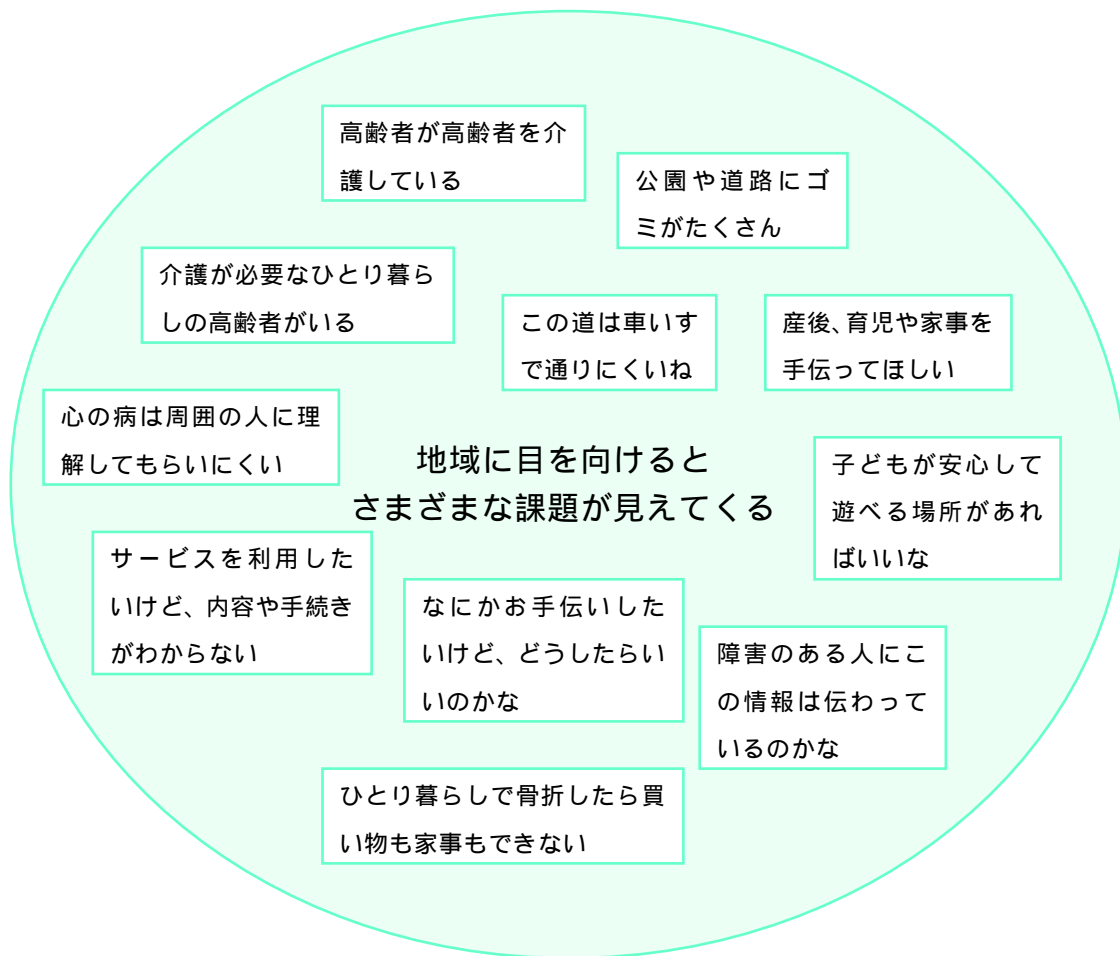 高齢者が高齢者を介
護している
公園や道路にゴ
ミがたくさん
介護が必要なひとり暮ら
しの高齢者がいる
この道は車いす
で通りにくいね
産後、育児や家事を
手伝ってほしい
心の病は周囲の人に理
解してもらいにくい
地域に目を向けると
さまざまな課題が見えてくる
子どもが安心して
遊べる場所があれ
ばいいな
サービスを利用した
いけど、内容や手続き
がわからない
なにかお手伝いした
いけど、どうしたらい
いのかな
障害のある人にこ
の情報は伝わって
いるのかな
ひとり暮らしで骨折したら買
い物も家事もできない